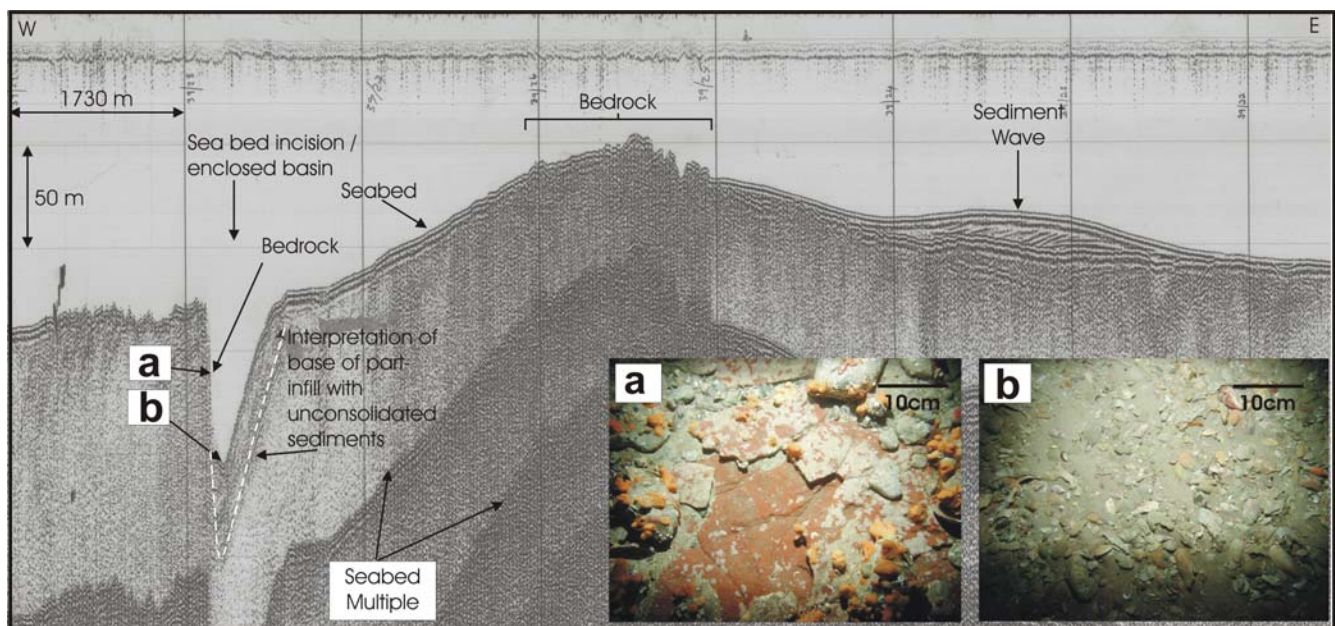 W
E
1730 m
Bedrock
Sea bed incision /
enclosed basin
Sediment
Wave
50 m
Seabed
Bedrock
Interpretation of
base of part-
infill with
unconsolidated
sediments
a
b
a
10cm
b
10cm
Seabed
Multiple